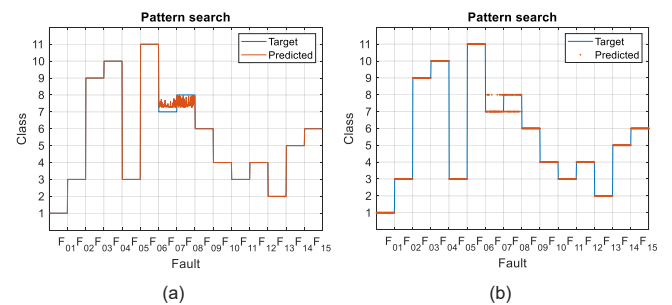 Pattern search
11
10
9
8
7
6
5
4
3
2
1
Class
Target
Predicted
F01 F02 F03 F04 F05 F06 F07 F08 F09 F10 F11 F12 F13 F14 F15
Fault
(a)
Pattern search
11
10
9
8
7
6
5
4
3
2
1
Class
Target
Predicted
F01 F02 F03 F04 F05 F06 F07 F08 F09 F10 F11 F12 F13 F14 F15
Fault
(b)